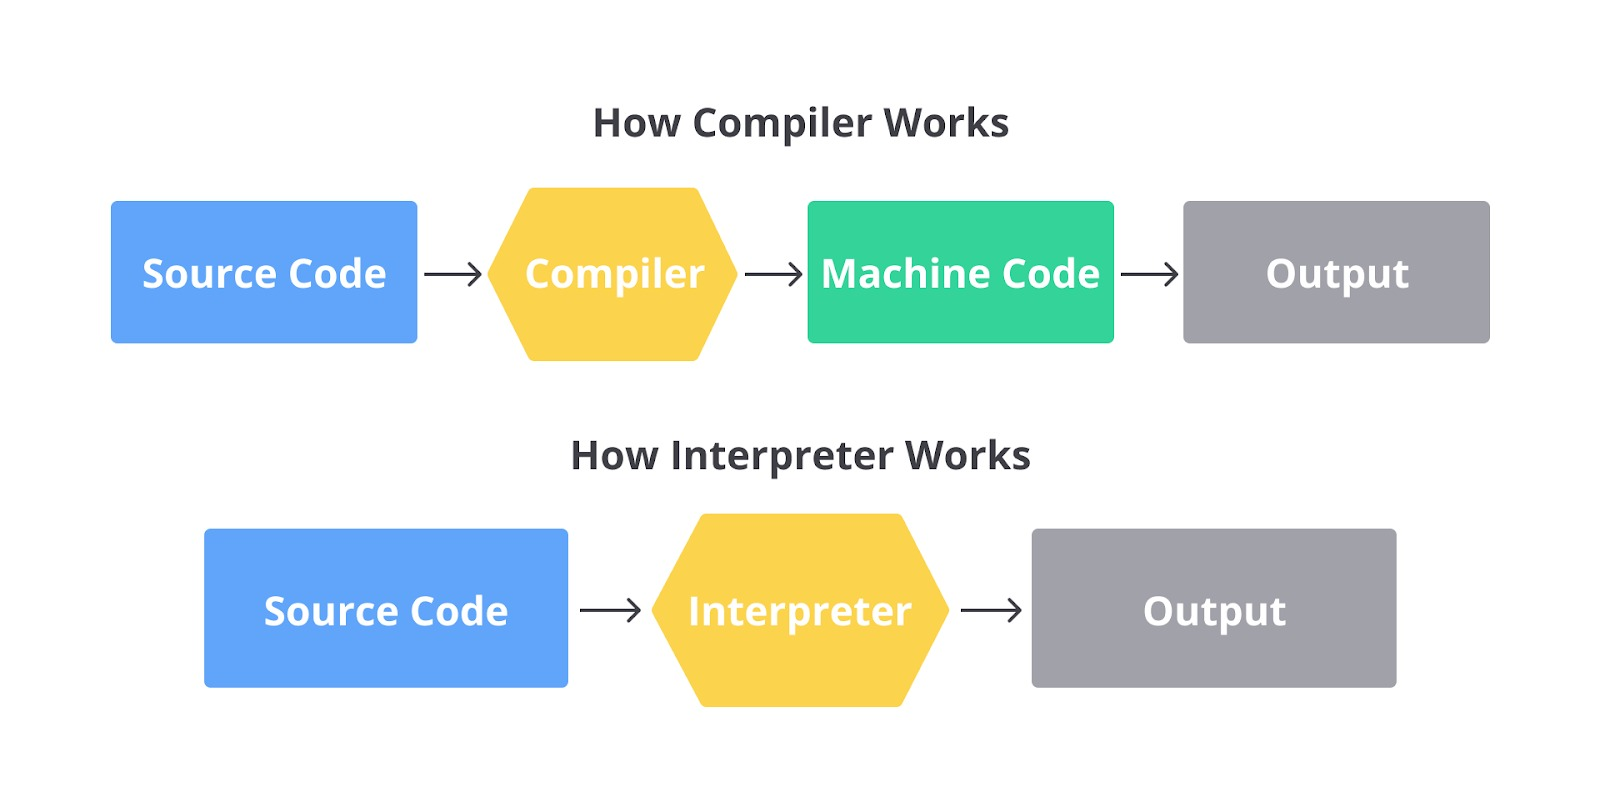 How Compiler Works
Source Code
Compiler
Machine Code
Output
How Interpreter Works
Source Code
Interpreter
Output